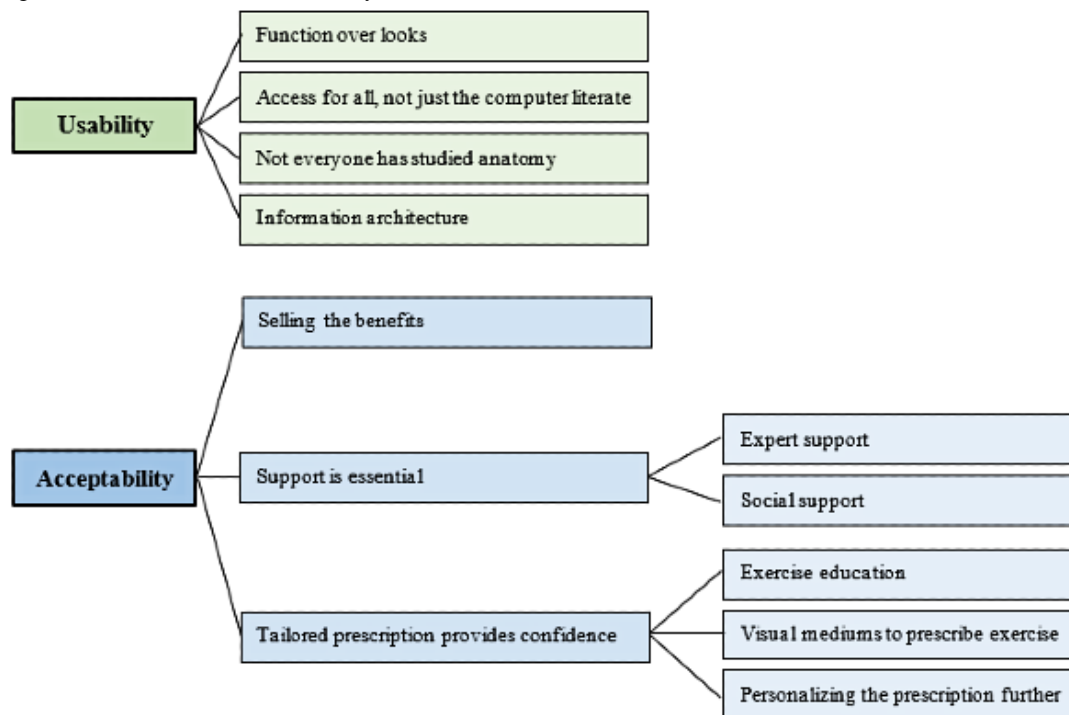 Function over looks
Access for all, not just the computer literate
Usability
Not everyone has studied anatomy
Information architecture
Selling the benefits
Expert support
Acceptability
Support is essential
Social support
Exercise education
Tailored prescription provides confidence
Visual mediums to prescribe exercise
Personalizing the prescription further